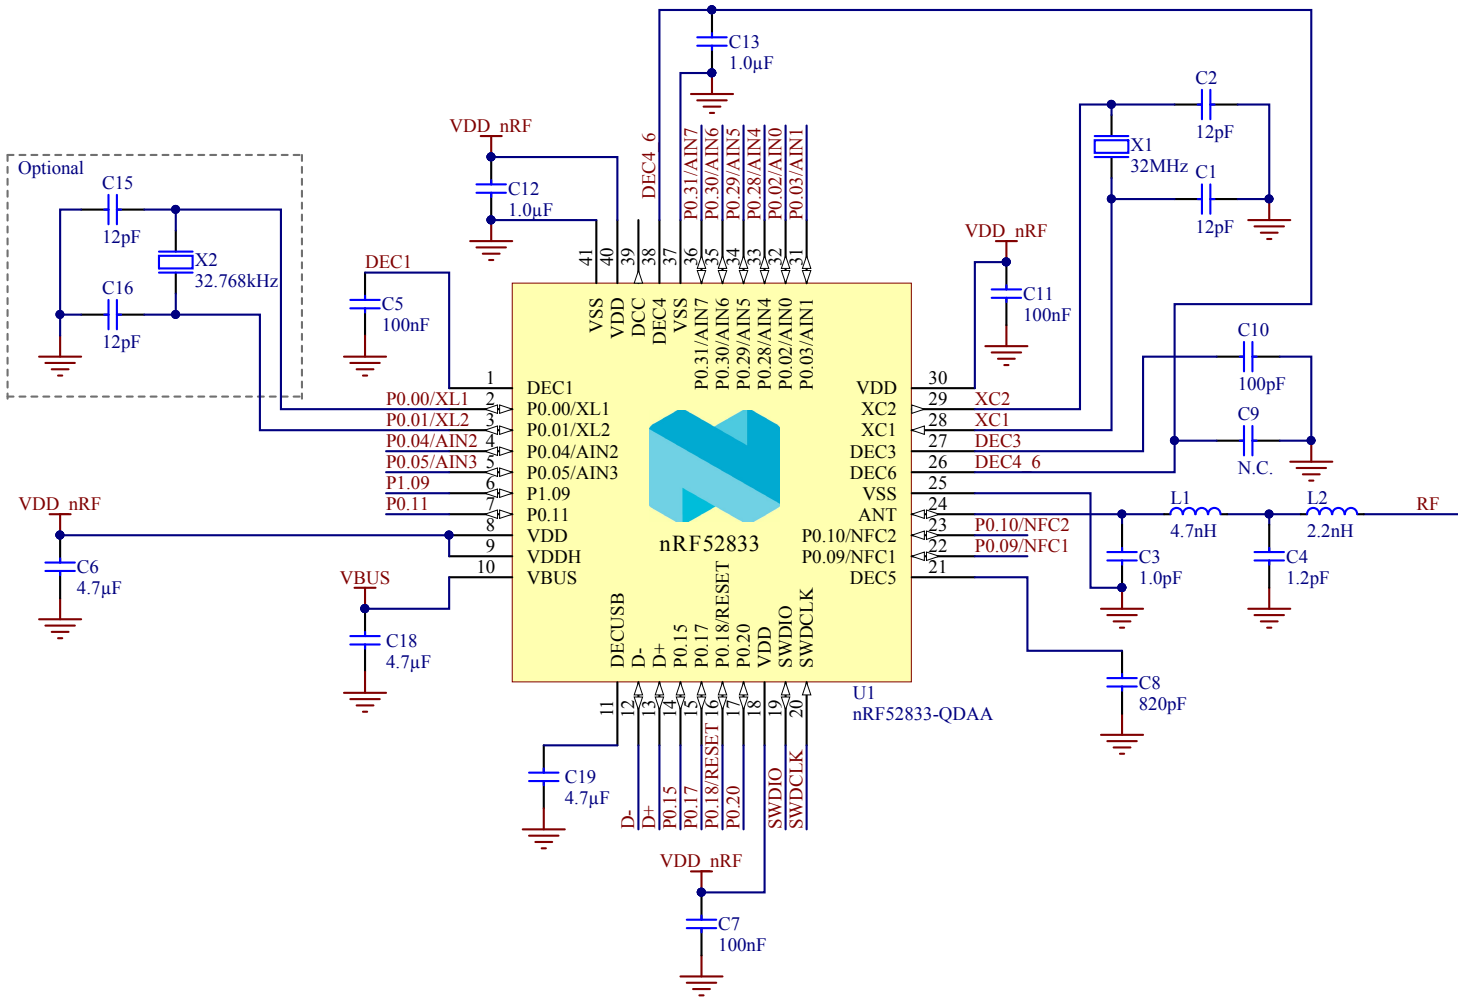 C13
1.0µF
VDD_nRF
C12
1.0µF
DEC4_6
P0.31/AIN7
P0.30/AIN6
P0.29/AIN5
P0.28/AIN4
P0.02/AIN0
P0.03/AIN1
C2
12pF
X1
32MHz
C1
12pF
Optional
C15
12pF
X2
32.768kHz
C16
12pF
DEC1
C5
100nF
VDD_nRF
C11
100nF
C10
100pF
C9
N.C.
41
40
39
38
37
36
35
34
33
32
31
VSS
VDD
DCC
DEC4
VSS
P0.31/AIN7
P0.30/AIN6
P0.29/AIN5
P0.28/AIN4
P0.02/AIN0
P0.03/AIN1
1 DEC1
P0.00/XL1 2 P0.00/XL1
P0.01/XL2 3 P0.01/XL2
P0.04/AIN2 4 P0.04/AIN2
P0.05/AIN3 5 P0.05/AIN3
P1.09 6 P1.09
P0.11 7 P0.11
8 VDD
9 VDDH
10 VBUS
VDD 30
XC2 29 XC2
XC1 28 XC1
DEC3 27 DEC3
DEC6 26 DEC4_6
VSS 25
ANT 24
P0.10/NFC2 23 P0.10/NFC2
P0.09/NFC1 22 P0.09/NFC1
DEC5 21
nRF52833
VDD_nRF
C6
4.7µF
VBUS
C18
4.7µF
L1
4.7nH
L2
2.2nH
RF
C3
1.0pF
C4
1.2pF
C8
820pF
DECUSB
D-
D+
P0.15
P0.17
P0.18/RESET
P0.20
VDD
SWDIO
SWDCLK
U1
nRF52833-QDAA
11
12
13
14
15
16
17
18
19
20
C19
4.7µF
D-
D+
P0.15
P0.17
P0.18/RESET
P0.20
SWDIO
SWDCLK
VDD_nRF
C7
100nF